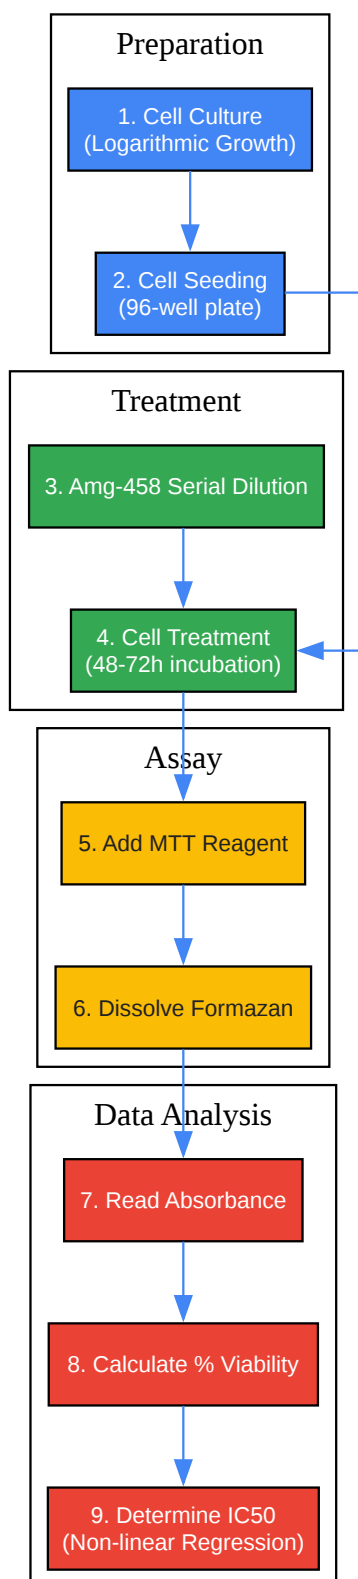 Preparation
1. Cell Culture
(Logarithmic Growth)
2. Cell Seeding
(96-well plate)
Treatment
3. Amg-458 Serial Dilution
4. Cell Treatment
(48-72h incubation)
Assay
5. Add MTT Reagent
6. Dissolve Formazan
Data Analysis
7. Read Absorbance
8. Calculate % Viability
9. Determine IC50
(Non-linear Regression)